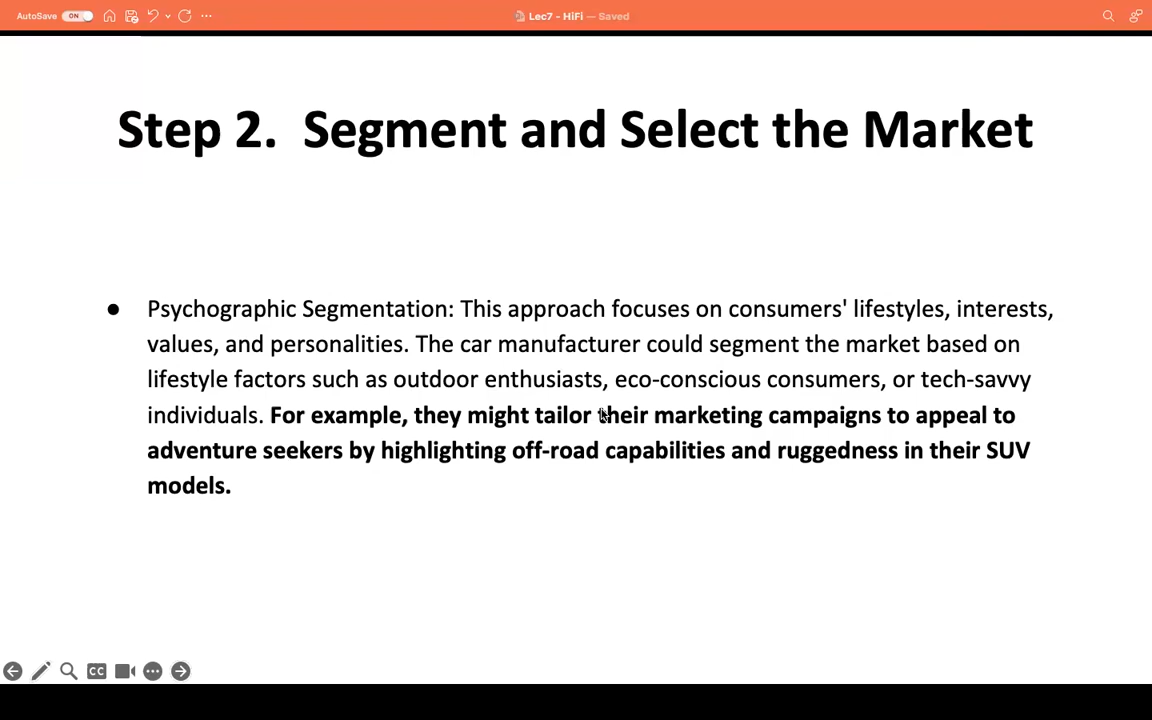 AutoSave ON Lec7 - HiFi — Saved
Step 2. Segment and Select the Market
● Psychographic Segmentation: This approach focuses on consumers' lifestyles, interests,
values, and personalities. The car manufacturer could segment the market based on
lifestyle factors such as outdoor enthusiasts, eco-conscious consumers, or tech-savvy
individuals. For example, they might tailor their marketing campaigns to appeal to
adventure seekers by highlighting off-road capabilities and ruggedness in their SUV
models.
CC